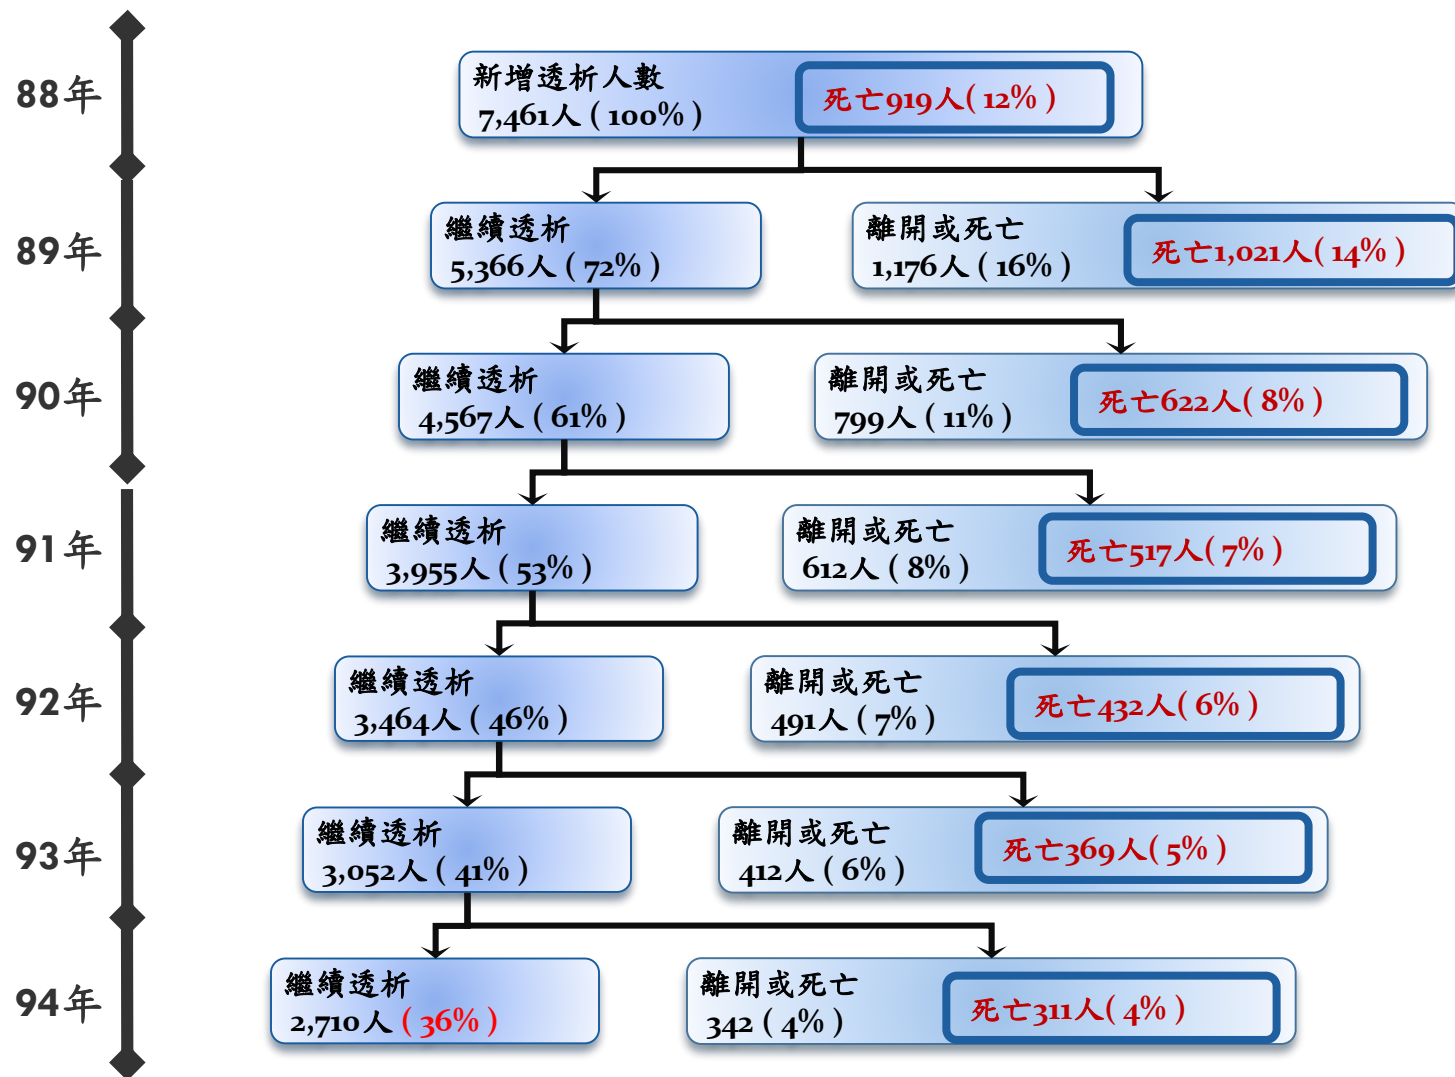 88年
新增透析人數
7,461人 ( 100% )
死亡919人( 12% )
89年
繼續透析
5,366人 ( 72% )
離開或死亡
1,176人 ( 16% )
死亡1,021人( 14% )
90年
繼續透析
4,567人 ( 61% )
離開或死亡
799人 ( 11% )
死亡622人( 8% )
91年
繼續透析
3,955人 ( 53% )
離開或死亡
612人 ( 8% )
死亡517人( 7% )
92年
繼續透析
3,464人 ( 46% )
離開或死亡
491人 ( 7% )
死亡432人( 6% )
93年
繼續透析
3,052人 ( 41% )
離開或死亡
412人 ( 6% )
死亡369人( 5% )
94年
繼續透析
2,710人 ( 36% )
離開或死亡
342 ( 4% )
死亡311人( 4% )